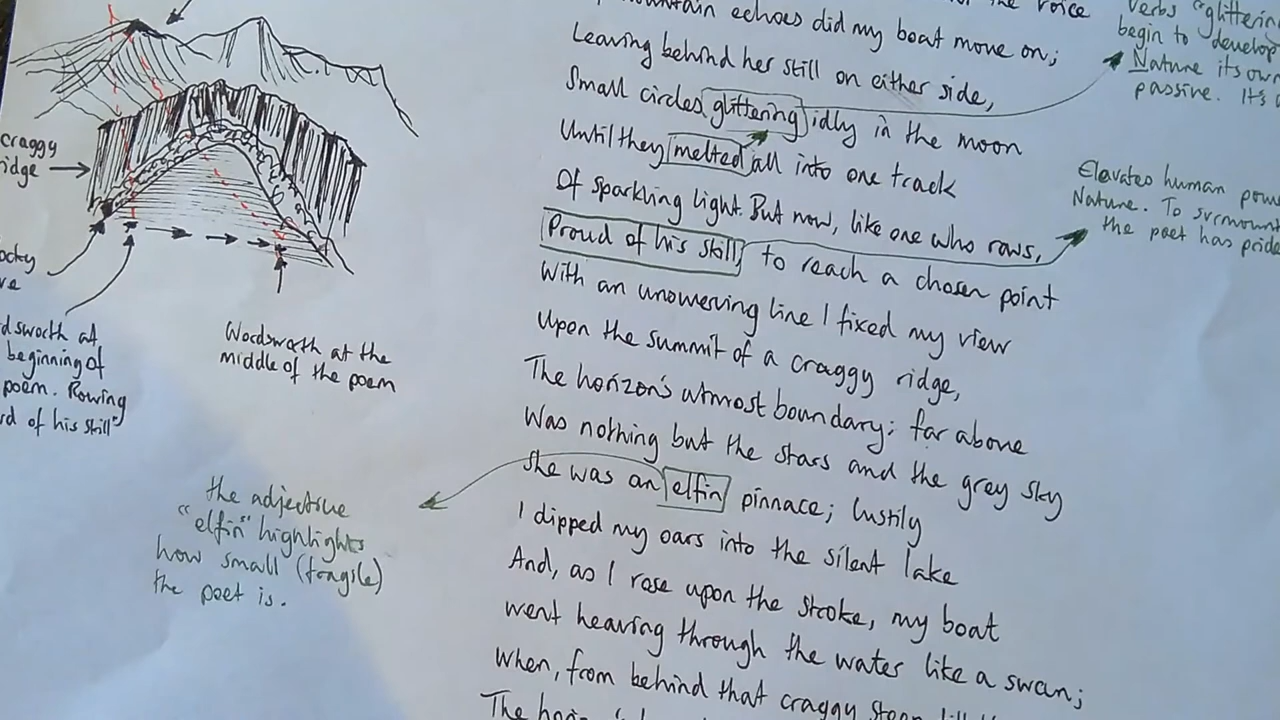 mountain echoes did my boat move on;
Leaving behind her still on either side,
Small circles glittering idly in the moon
Until they melted all into one track
Of sparkling light. But now, like one who rows,
Proud of his skill, to reach a chosen point
With an unswerving line I fixed my view
Upon the summit of a craggy ridge,
The horizon's utmost boundary; far above
Was nothing but the stars and the grey sky
She was an elfin pinnace; lustily
I dipped my oars into the silent lake
And, as I rose upon the stroke, my boat
went heaving through the water like a swan;
When, from behind that craggy
The
craggy
ridge
Wordsworth at the
middle of the poem
beginning of
poem. Rowing
of his skill"
the adjective
"elfin" highlights
how small (fragile)
the poet is.
Verbs "glittering
begin to develop
Nature its own
passive. It's
Elevates human
Nature. To surmount
the poet has pride